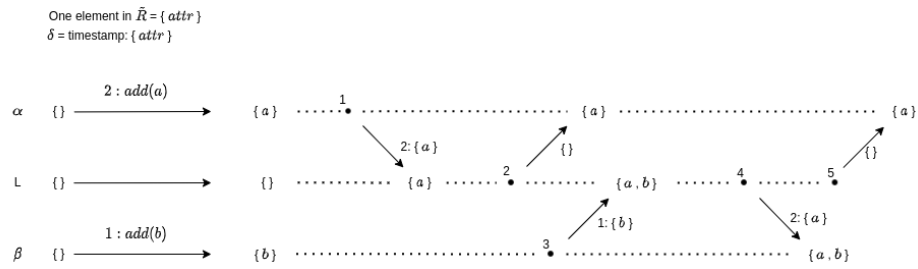 One element in R̃ = { attr }
δ = timestamp: { attr }
2 : add(a)
α { } { a } 1 { a } { a }
2: { a } { } { }
L { } { } { a } 2 { a , b } 4 5
1 : add(b) 1: { b } 2: { a }
β { } { b } 3 { a , b }